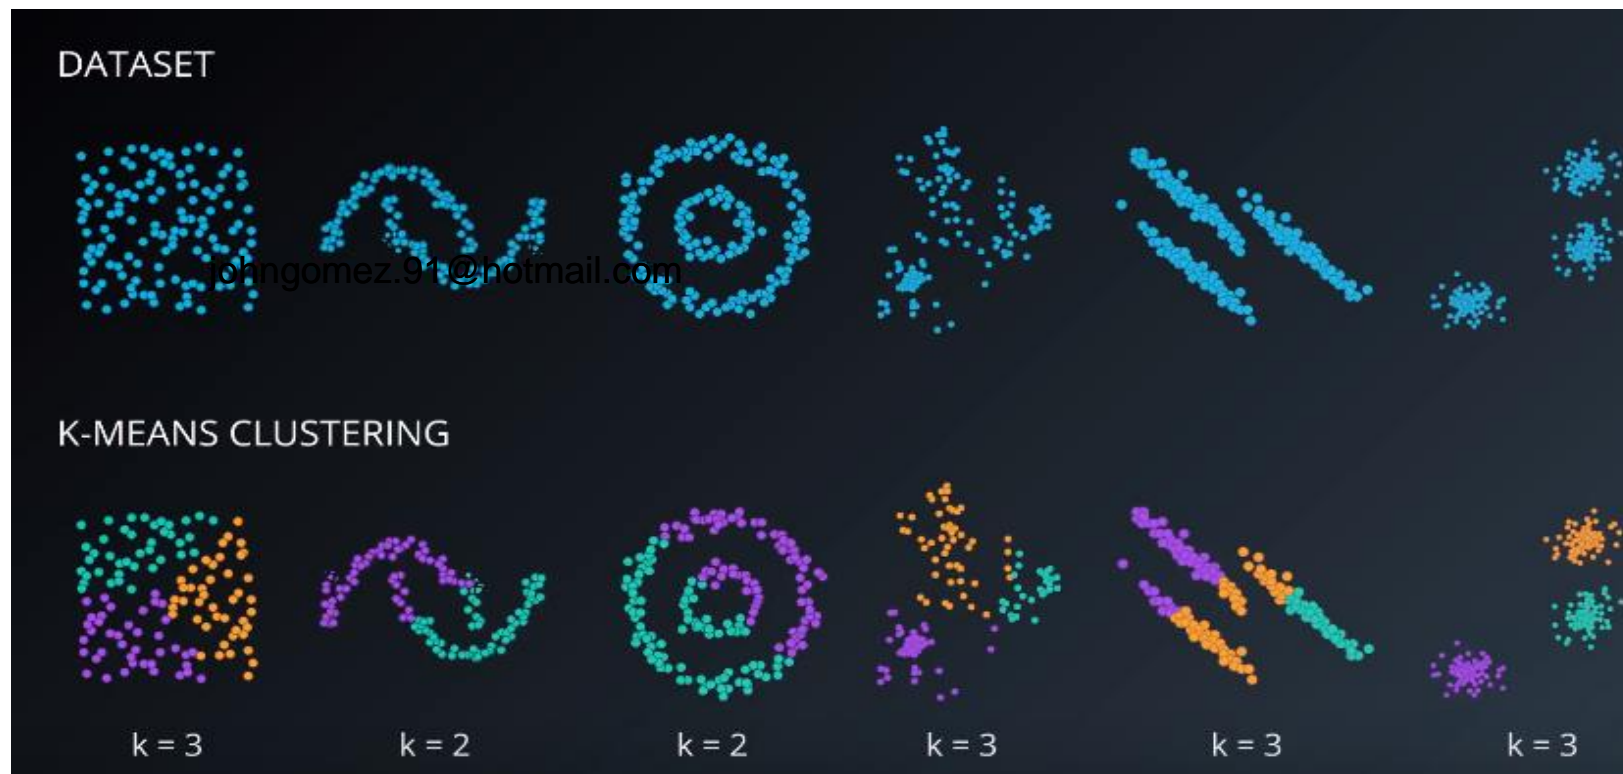 DATASET
johngomez.91@hotmail.com
K-MEANS CLUSTERING
k = 3
k = 2
k = 2
k = 3
k = 3
k = 3